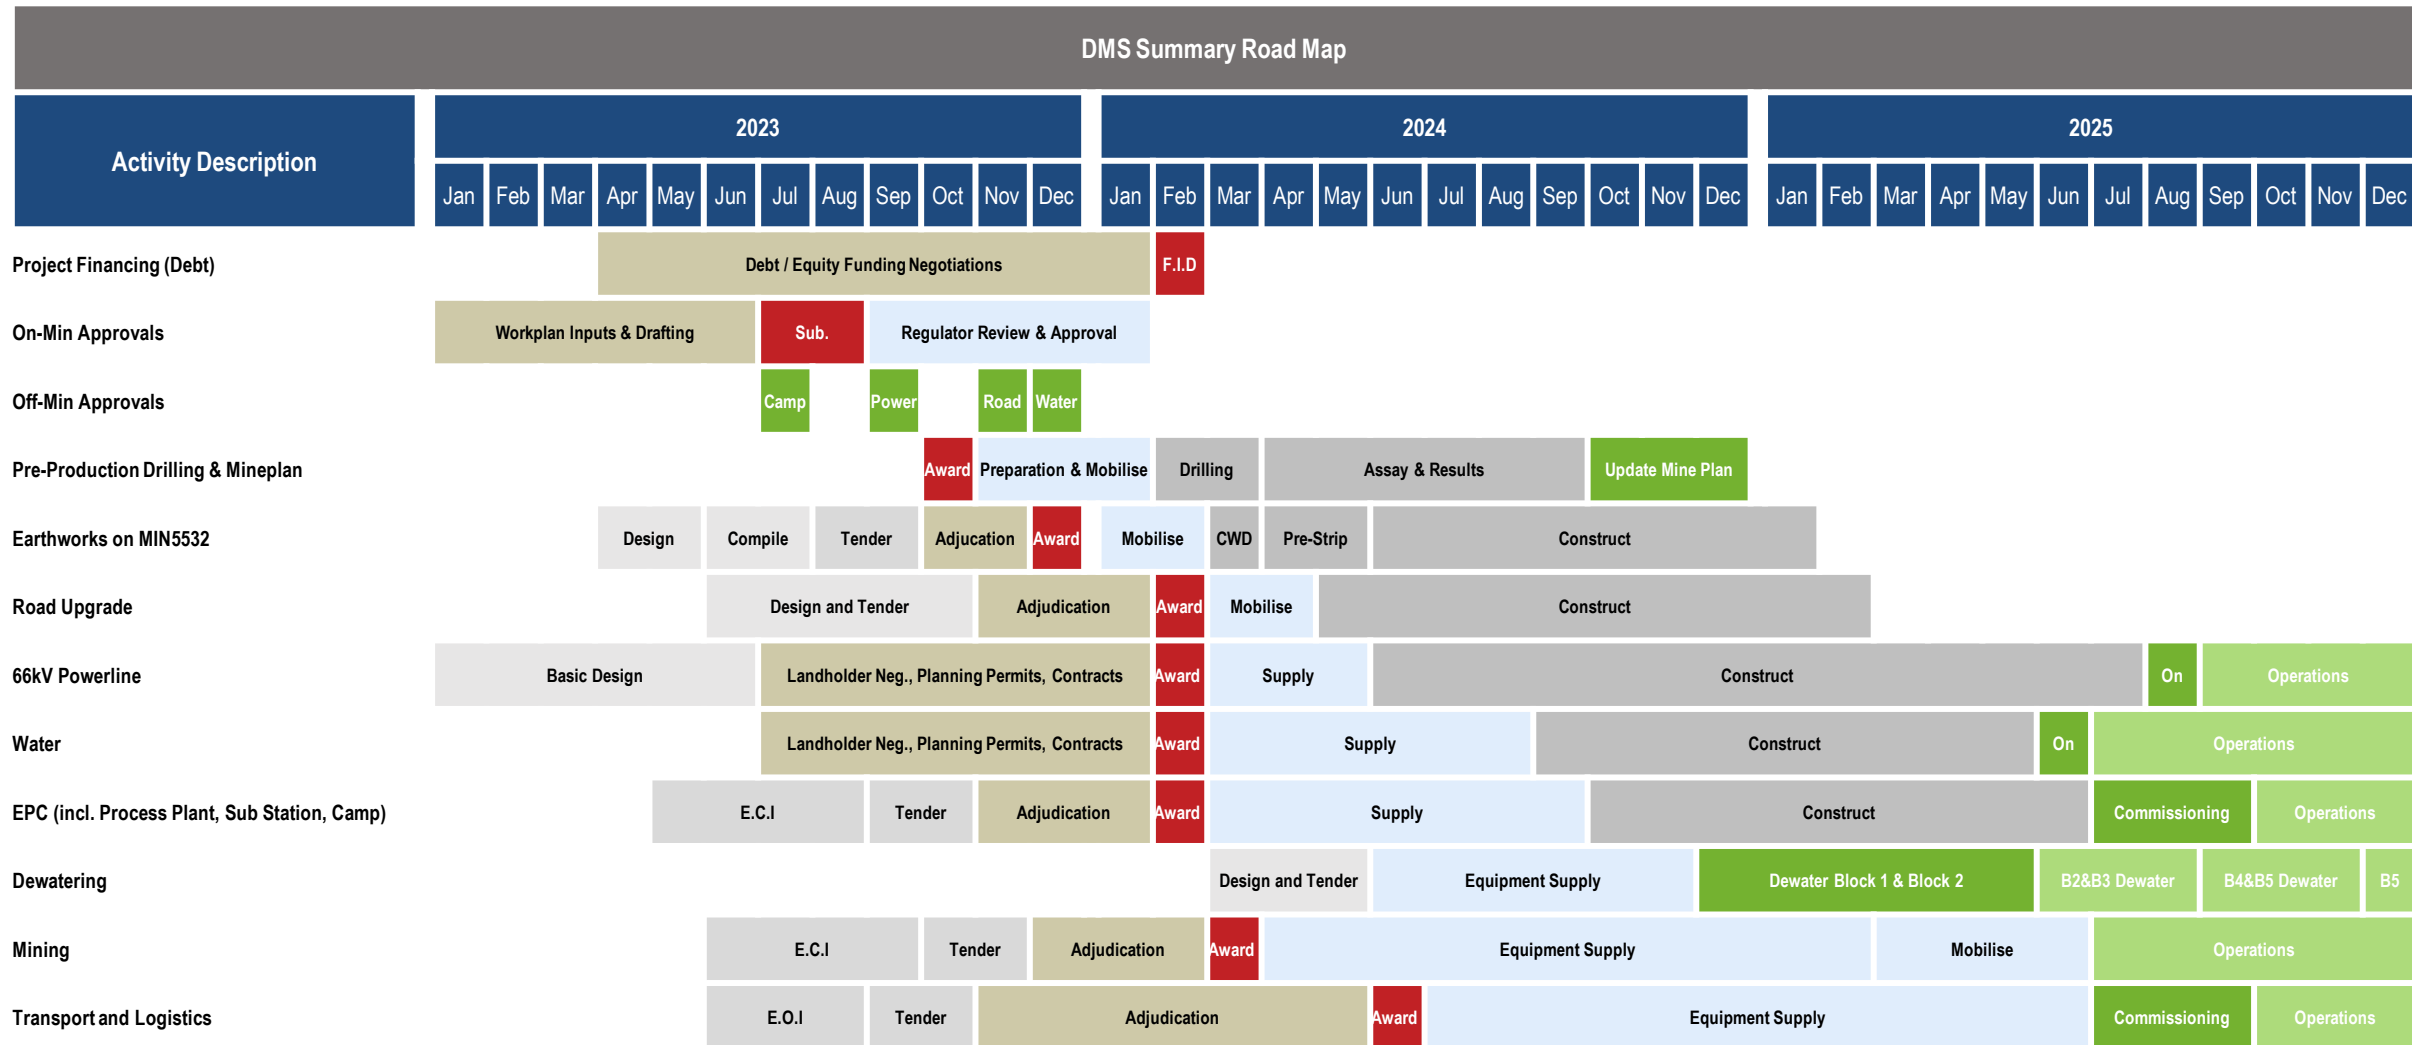 DMS Summary Road Map
Activity Description
2023 2024 2025
Jan Feb Mar Apr May Jun Jul Aug Sep Oct Nov Dec Jan Feb Mar Apr May Jun Jul Aug Sep Oct Nov Dec Jan Feb Mar Apr May Jun Jul Aug Sep Oct Nov Dec
Project Financing (Debt) Debt / Equity Funding Negotiations F.I.D
On-Min Approvals Workplan Inputs & Drafting Sub. Regulator Review & Approval
Off-Min Approvals Camp Power Road Water
Pre-Production Drilling & Mineplan Award Preparation & Mobilise Drilling Assay & Results Update Mine Plan
Earthworks on MIN5532 Design Compile Tender Adjucation Award Mobilise CWD Pre-Strip Construct
Road Upgrade Design and Tender Adjudication Award Mobilise Construct
66kV Powerline Basic Design Landholder Neg., Planning Permits, Contracts Award Supply Construct On Operations
Water Landholder Neg., Planning Permits, Contracts Award Supply Construct On Operations
EPC (incl. Process Plant, Sub Station, Camp) E.C.I Tender Adjudication Award Supply Construct Commissioning Operations
Dewatering Design and Tender Equipment Supply Dewater Block 1 & Block 2 B2&B3 Dewater B4&B5 Dewater B5
Mining E.C.I Tender Adjudication Award Equipment Supply Mobilise Operations
Transport and Logistics E.O.I Tender Adjudication Award Equipment Supply Commissioning Operations